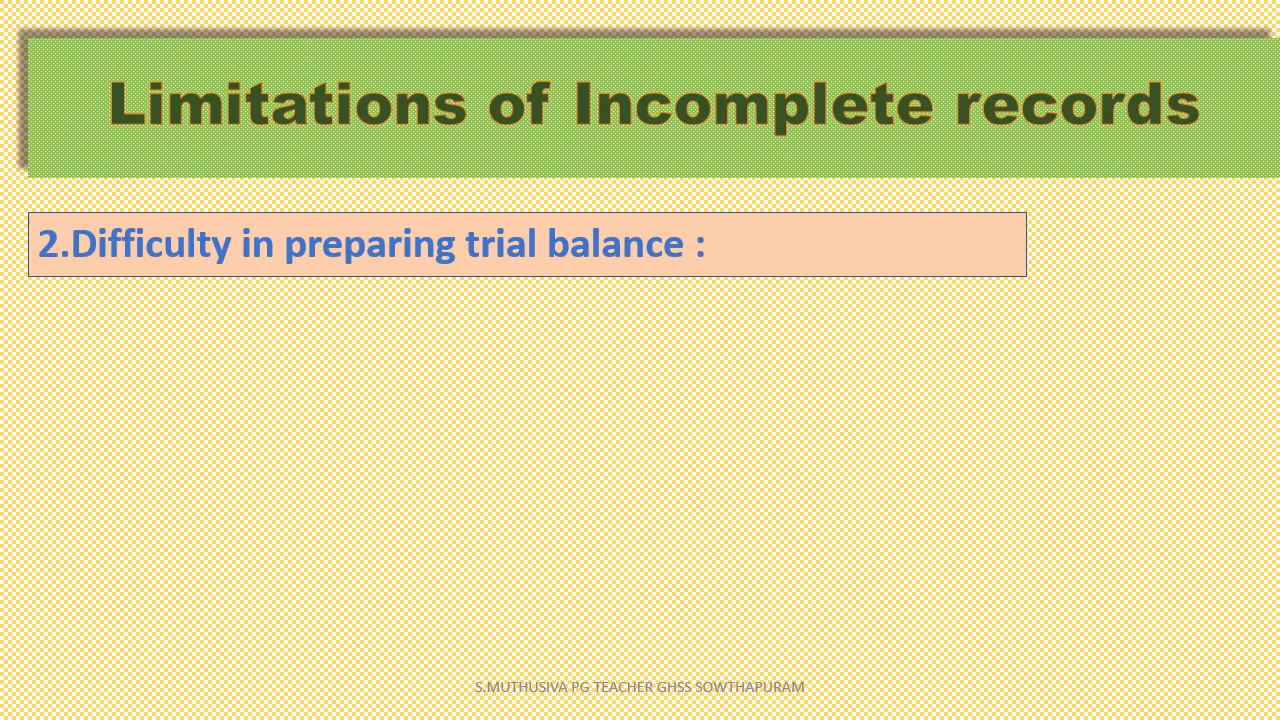 Limitations of Incomplete records
2.Difficulty in preparing trial balance :
S.MUTHUSIVA PG TEACHER GHSS SOWTHAPURAM